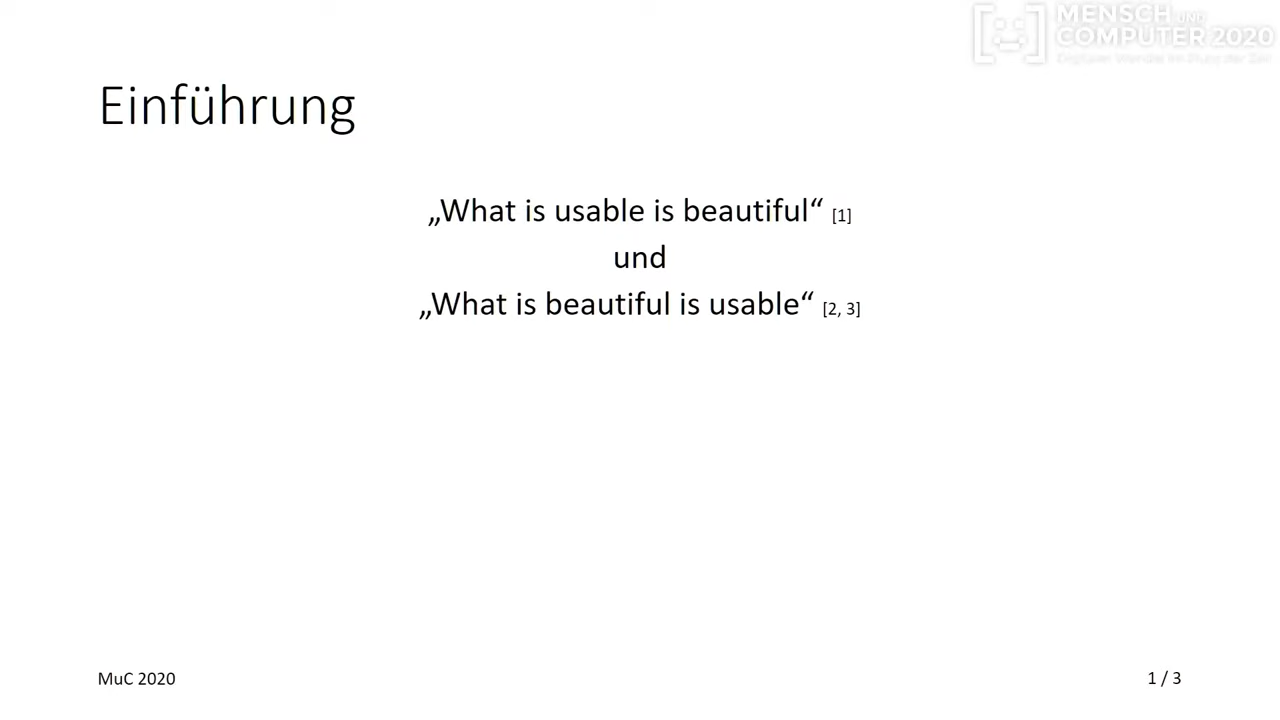 MENSCH UND
COMPUTER 2020
Einführung
„What is usable is beautiful“ [1]
und
„What is beautiful is usable“ [2, 3]
MuC 2020
1 / 3